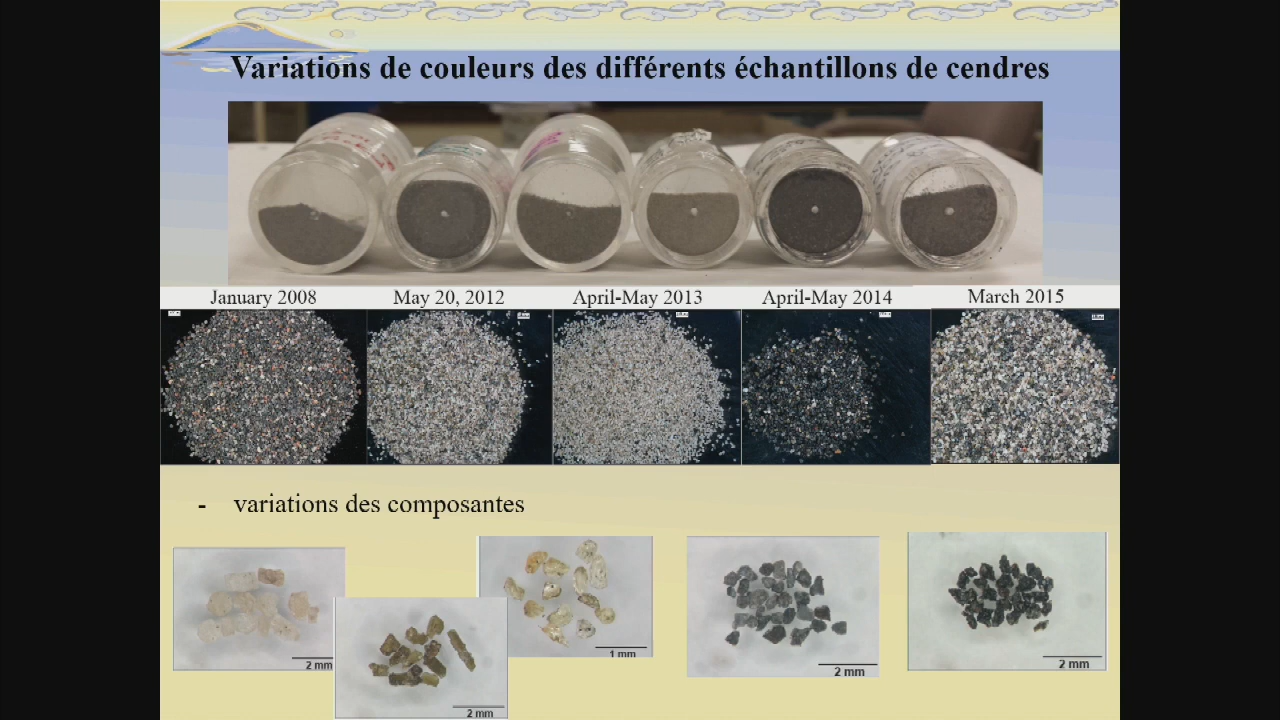 Variations de couleurs des différents échantillons de cendres
January 2008
May 20, 2012
April-May 2013
April-May 2014
March 2015
- variations des composantes
2 mm
2 mm
1 mm
2 mm
2 mm